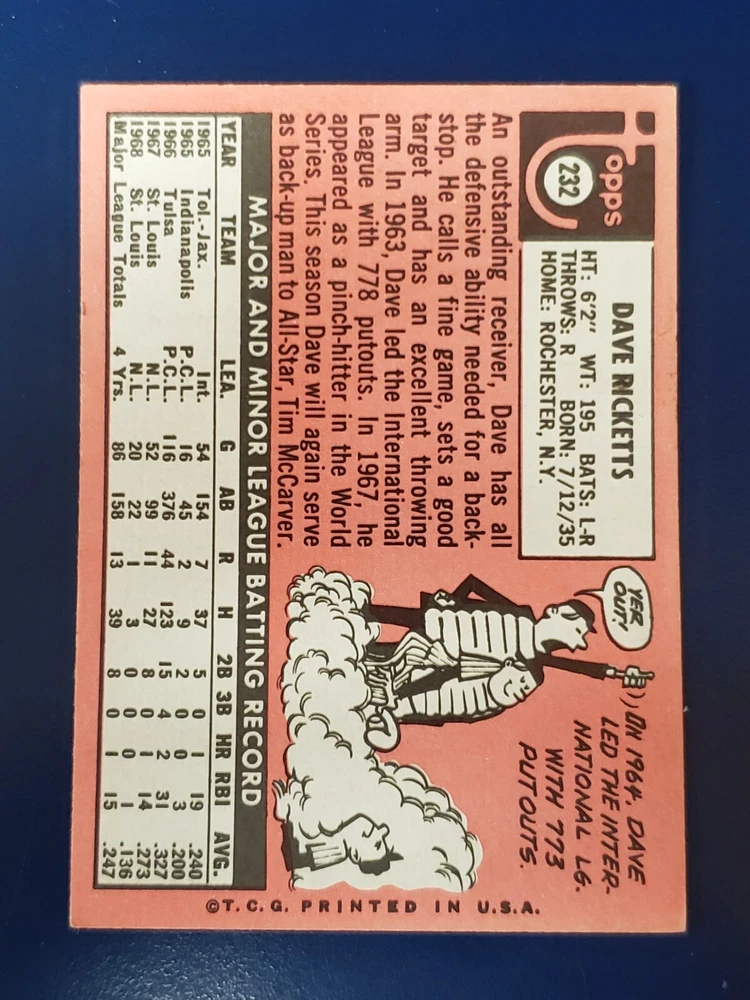 Topps
232
DAVE RICKETTS
HT: 6'2" WT: 195 BATS: L-R
THROWS: R BORN: 7/12/35
HOME: ROCHESTER, N.Y.
An outstanding receiver, Dave has all
the defensive ability needed for a back-
stop. He calls a fine game, sets a good
target and has an excellent throwing
arm. In 1963, Dave led the International
League with 778 putouts. In 1967, he
appeared as a pinch-hitter in the World
Series. This season Dave will again serve
as back-up man to All-Star, Tim McCarver.
YER
OUT!
IN 1964, DAVE
LED THE INTER-
NATIONAL LG.
WITH 773
PUTOUTS.
MAJOR AND MINOR LEAGUE BATTING RECORD
YEAR TEAM LEA. G AB R H 2B 3B HR RBI AVG.
1965 Tol.-Jax. Int. 54 154 7 37 5 0 1 19 .240
1965 Indianapolis P.C.L. 16 45 2 9 2 0 0 3 .200
1966 Tulsa P.C.L. 116 376 44 123 15 4 2 31 .327
1967 St. Louis N.L. 52 99 11 27 8 0 1 14 .273
1968 St. Louis N.L. 20 22 1 3 0 0 0 1 .136
Major League Totals 4 Yrs. 86 158 13 39 8 0 1 15 .247
©T.C.G. PRINTED IN U.S.A.